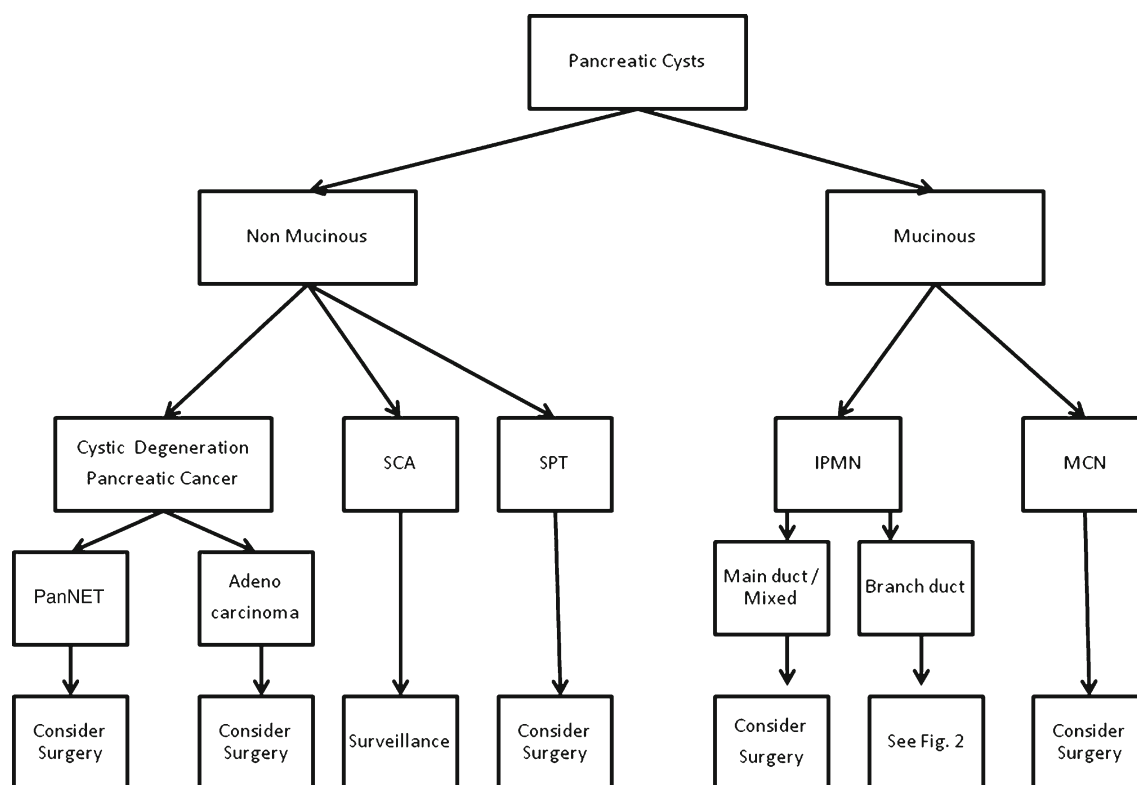 Pancreatic Cysts
Non Mucinous
Mucinous
Cystic Degeneration
Pancreatic Cancer
SCA
SPT
IPMN
MCN
PanNET
Adeno
carcinoma
Main duct /
Mixed
Branch duct
Consider
Surgery
Consider
Surgery
Surveillance
Consider
Surgery
Consider
Surgery
See Fig. 2
Consider
Surgery